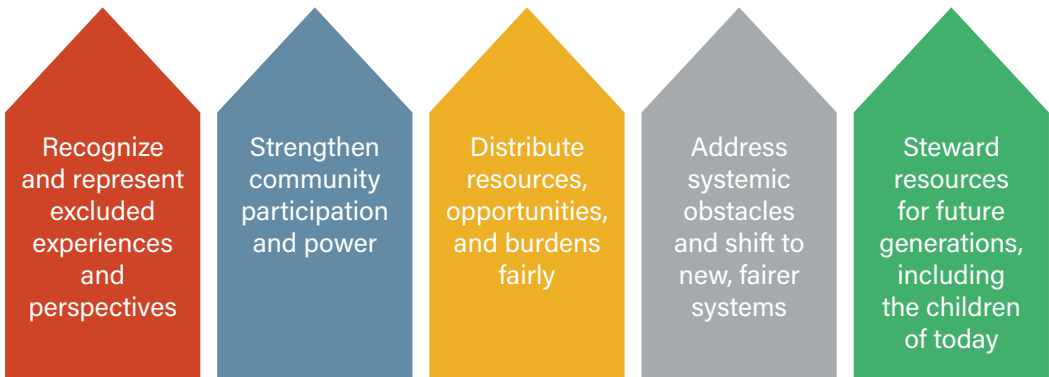 Recognize
and represent
excluded
experiences
and
perspectives
Strengthen
community
participation
and power
Distribute
resources,
opportunities,
and burdens
fairly
Address
systemic
obstacles
and shift to
new, fairer
systems
Steward
resources
for future
generations,
including
the children
of today